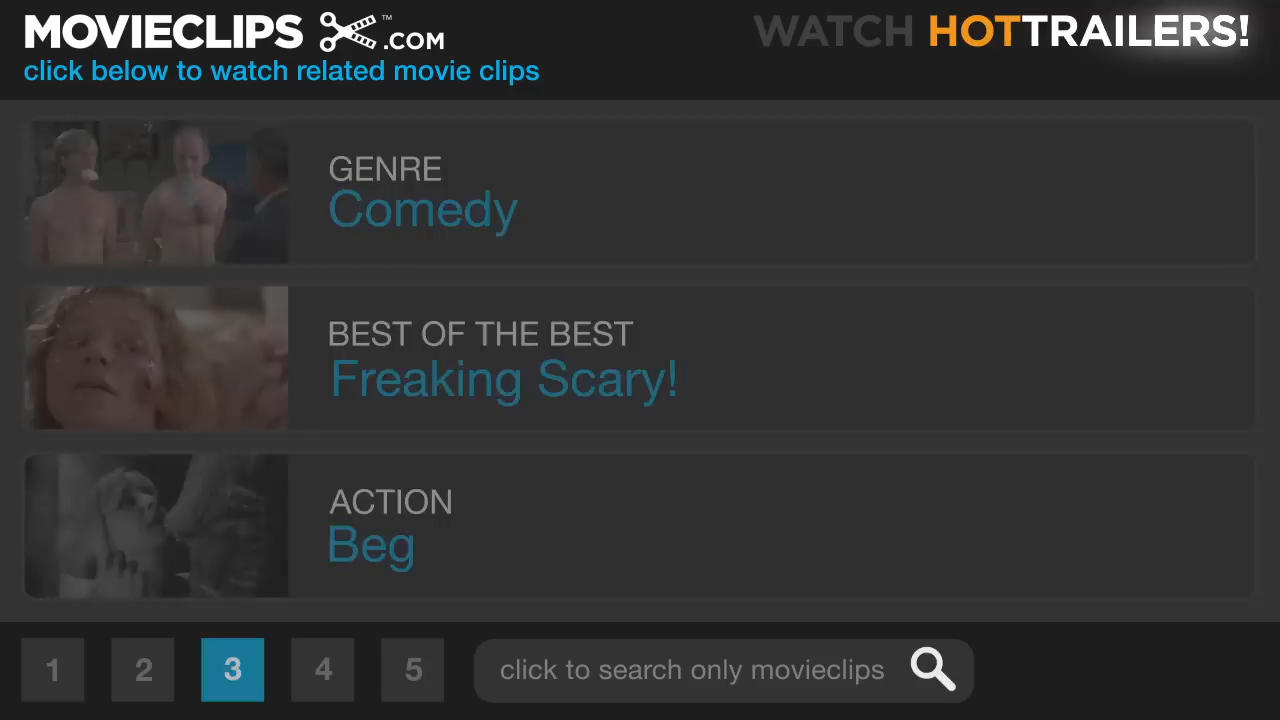 MOVIECLIPS ™ .COM
WATCH HOTTRAILERS!
click below to watch related movie clips
GENRE
Comedy
BEST OF THE BEST
Freaking Scary!
ACTION
Beg
1 2 3 4 5 click to search only movieclips